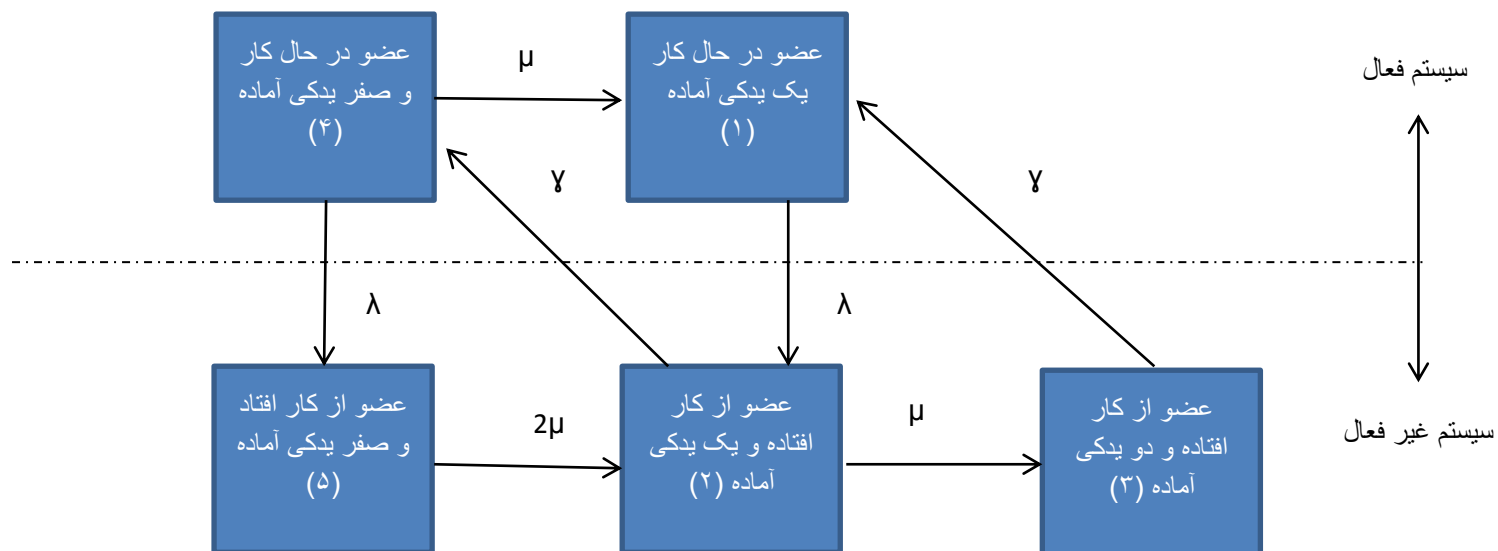 عضو در حال کار
و صفر یدکی آماده
(۴)
µ
عضو در حال کار
یک یدکی آماده
(۱)
سیستم فعال
ɣ
ɣ
λ
λ
عضو از کار افتاد
و صفر یدکی آماده
(۵)
2µ
عضو از کار
افتاده و یک یدکی
آماده (۲)
µ
عضو از کار
افتاده و دو یدکی
آماده (۳)
سیستم غیر فعال